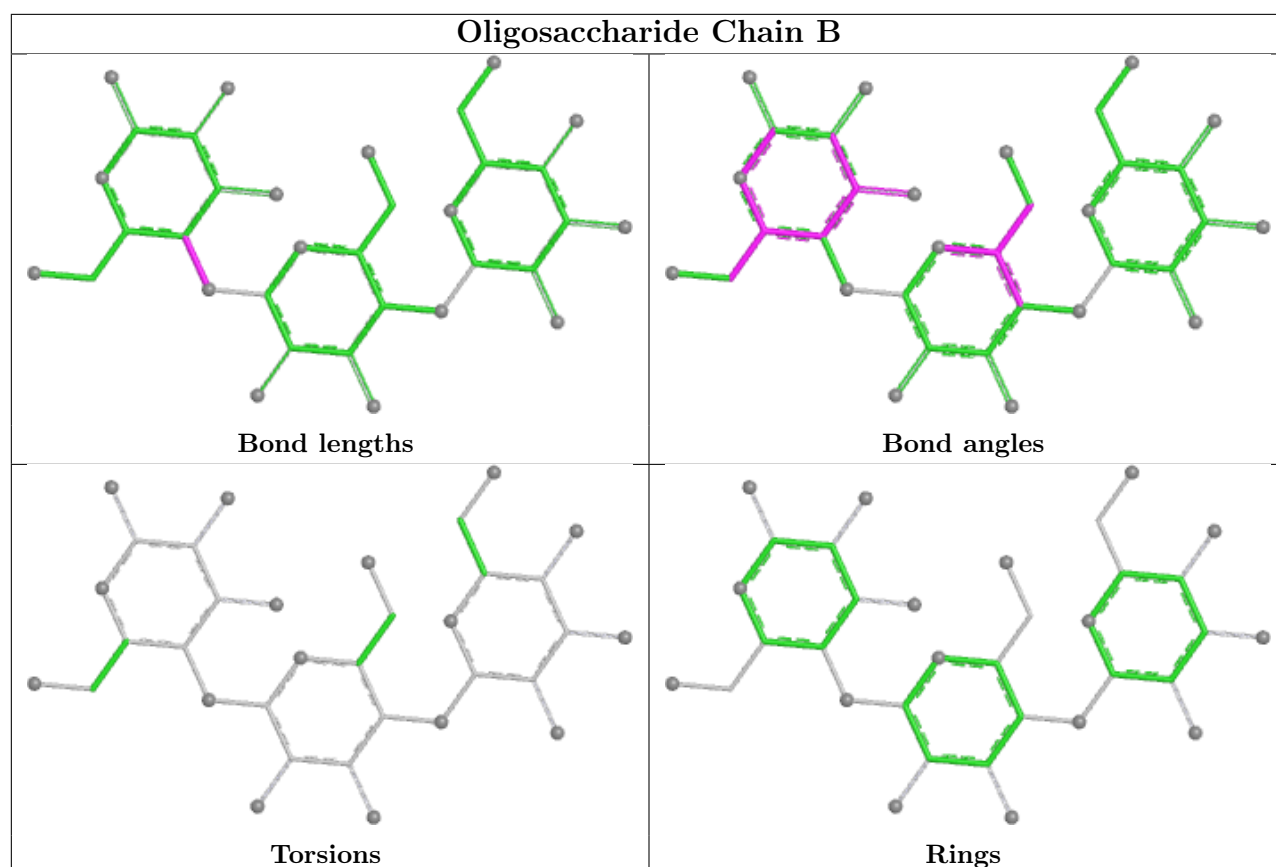 Oligosaccharide Chain B
Bond lengths
Bond angles
Torsions
Rings